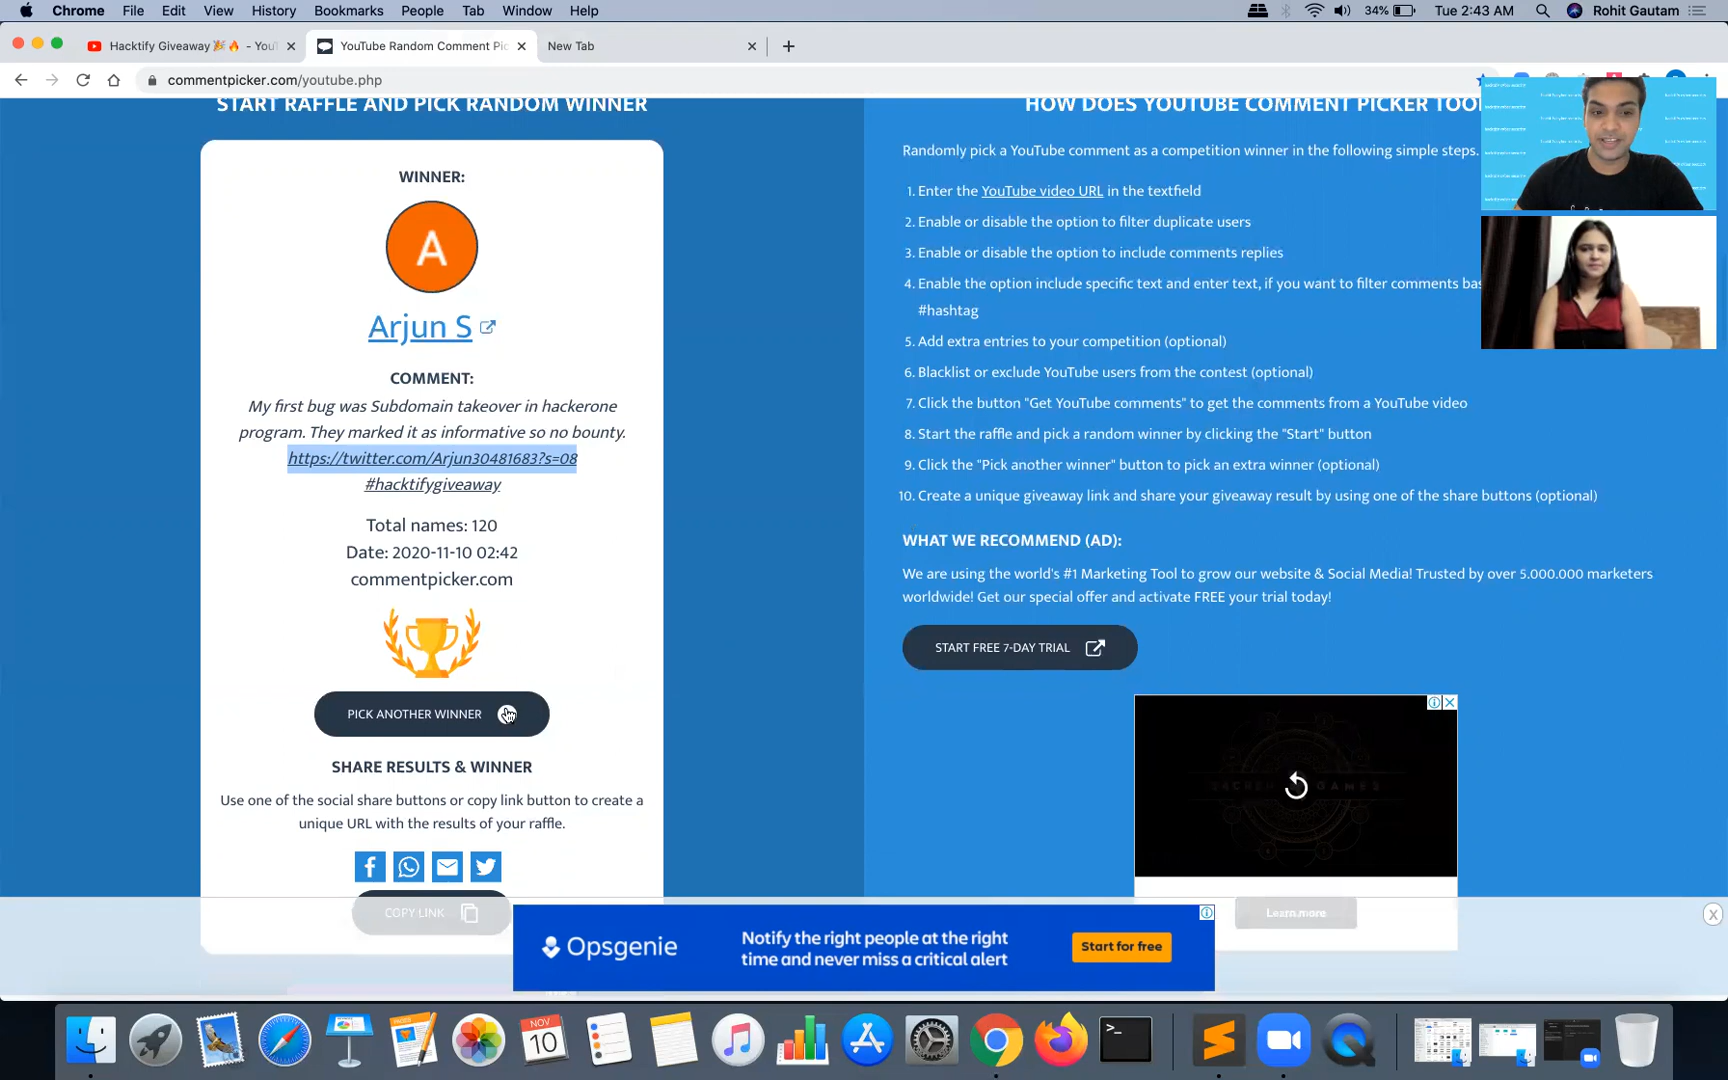 Chrome File Edit View History Bookmarks People Tab Window Help 34% Tue 2:43 AM Rohit Gautam
Hacktify Giveaway🎉🔥 - You YouTube Random Comment Pic New Tab
commentpicker.com/youtube.php
START RAFFLE AND PICK RANDOM WINNER
WINNER:
A
Arjun S
COMMENT:
My first bug was Subdomain takeover in hackerone
program. They marked it as informative so no bounty.
https://twitter.com/Arjun30481683?s=08
#hacktifygiveaway
Total names: 120
Date: 2020-11-10 02:42
commentpicker.com
PICK ANOTHER WINNER
SHARE RESULTS & WINNER
Use one of the social share buttons or copy link button to create a
unique URL with the results of your raffle.
COPY LINK
HOW DOES YOUTUBE COMMENT PICKER TOO
Randomly pick a YouTube comment as a competition winner in the following simple steps.
1. Enter the YouTube video URL in the textfield
2. Enable or disable the option to filter duplicate users
3. Enable or disable the option to include comments replies
4. Enable the option include specific text and enter text, if you want to filter comments bas
#hashtag
5. Add extra entries to your competition (optional)
6. Blacklist or exclude YouTube users from the contest (optional)
7. Click the button "Get YouTube comments" to get the comments from a YouTube video
8. Start the raffle and pick a random winner by clicking the "Start" button
9. Click the "Pick another winner" button to pick an extra winner (optional)
10. Create a unique giveaway link and share your giveaway result by using one of the share buttons (optional)
WHAT WE RECOMMEND (AD):
We are using the world's #1 Marketing Tool to grow our website & Social Media! Trusted by over 5.000.000 marketers
worldwide! Get our special offer and activate FREE your trial today!
START FREE 7-DAY TRIAL
Learn more
Opsgenie
Notify the right people at the right
time and never miss a critical alert
Start for free
NOV
10